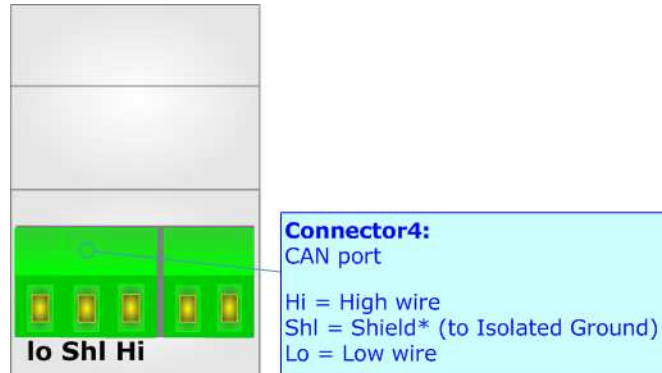 Connector4:
CAN port
Hi = High wire
Shl = Shield* (to Isolated Ground)
Lo = Low wire
lo Shl Hi